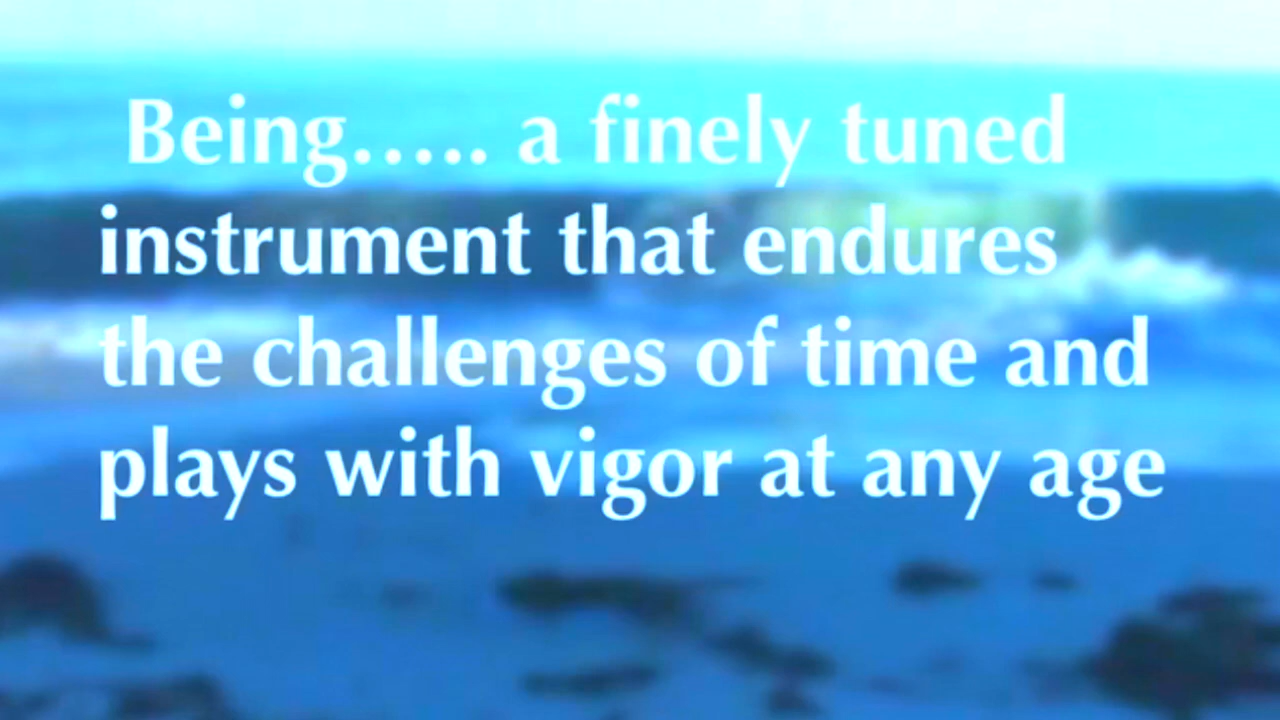 Being..... a finely tuned
instrument that endures
the challenges of time and
plays with vigor at any age